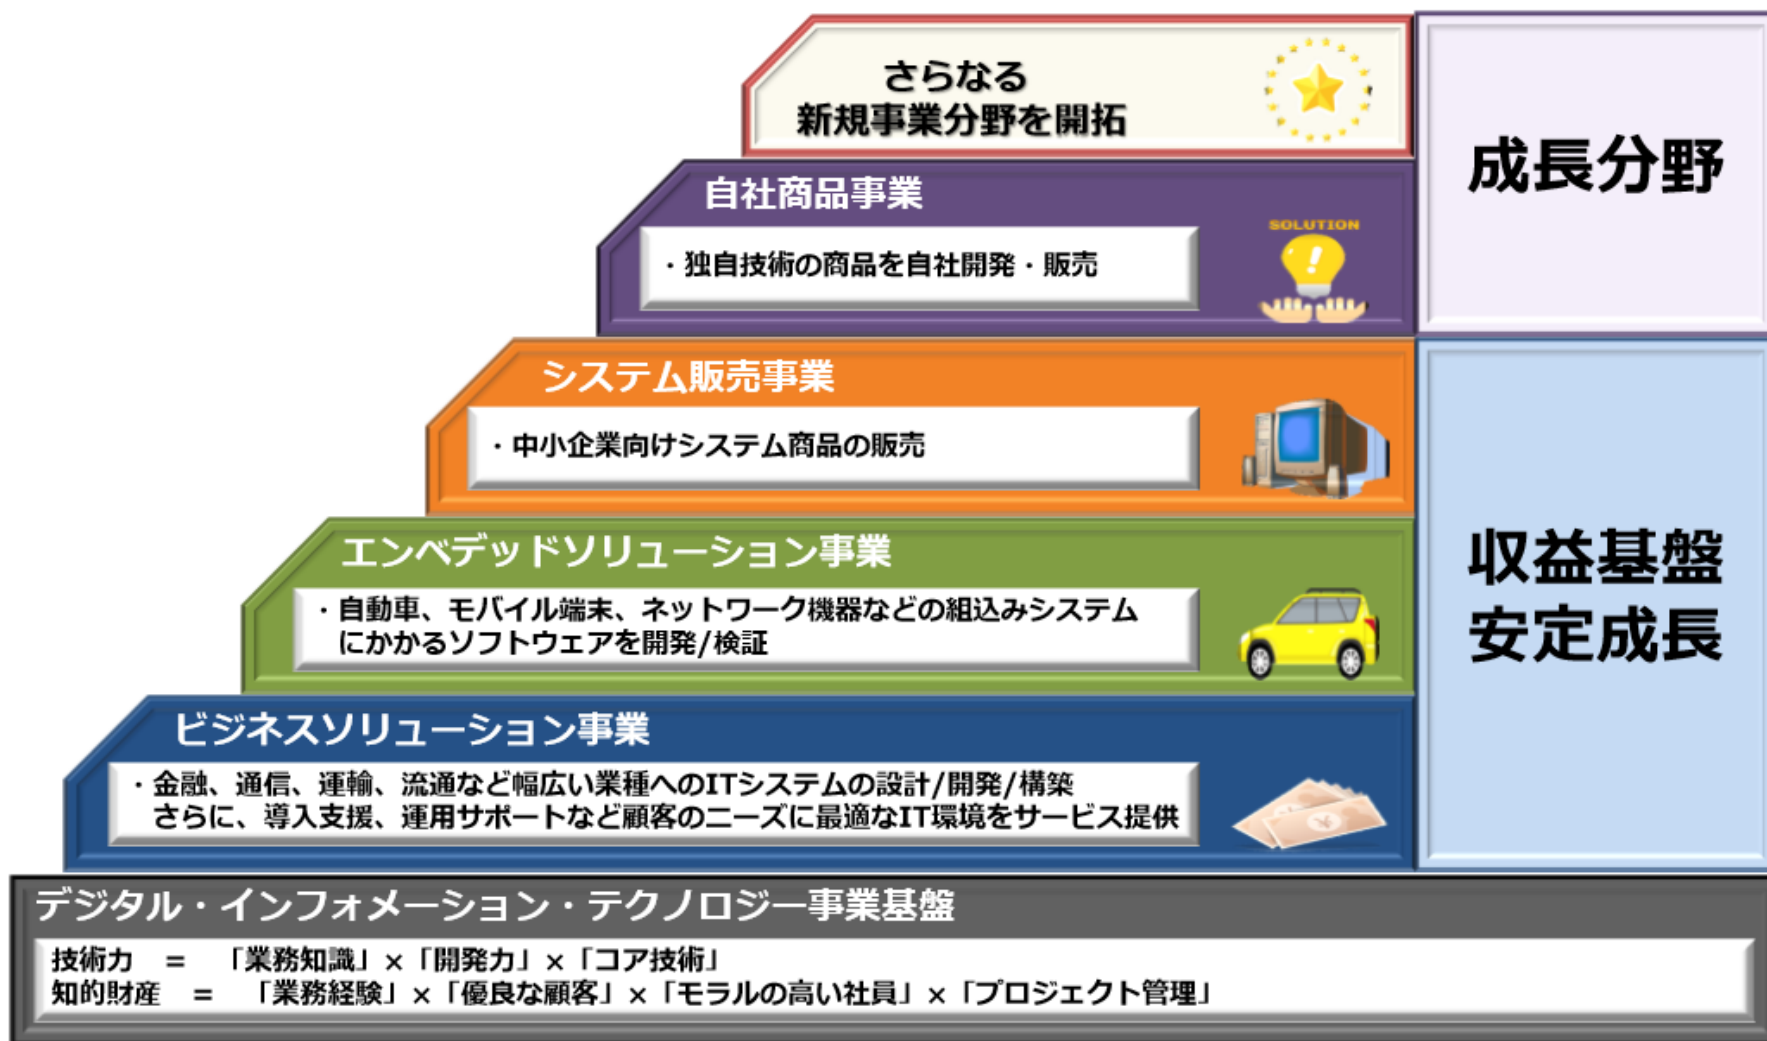 さらなる
新規事業分野を開拓
成長分野
自社商品事業
SOLUTION
・独自技術の商品を自社開発・販売
システム販売事業
・中小企業向けシステム商品の販売
収益基盤
安定成長
エンベデッドソリューション事業
・自動車、モバイル端末、ネットワーク機器などの組込みシステム
にかかるソフトウェアを開発/検証
ビジネスソリューション事業
・金融、通信、運輸、流通など幅広い業種へのITシステムの設計/開発/構築
さらに、導入支援、運用サポートなど顧客のニーズに最適なIT環境をサービス提供
デジタル・インフォメーション・テクノロジー事業基盤
技術力 = 「業務知識」×「開発力」×「コア技術」
知的財産 = 「業務経験」×「優良な顧客」×「モラルの高い社員」×「プロジェクト管理」